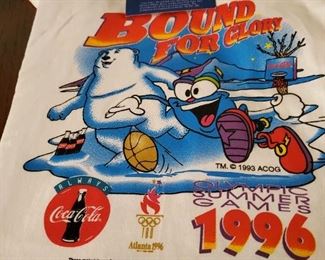 BOUND
FOR GLORY
TM. © 1993 ACOG
ALWAYS
Coca-Cola
Atlanta 1996
OLYMPIC
SUMMER
GAMES
1996